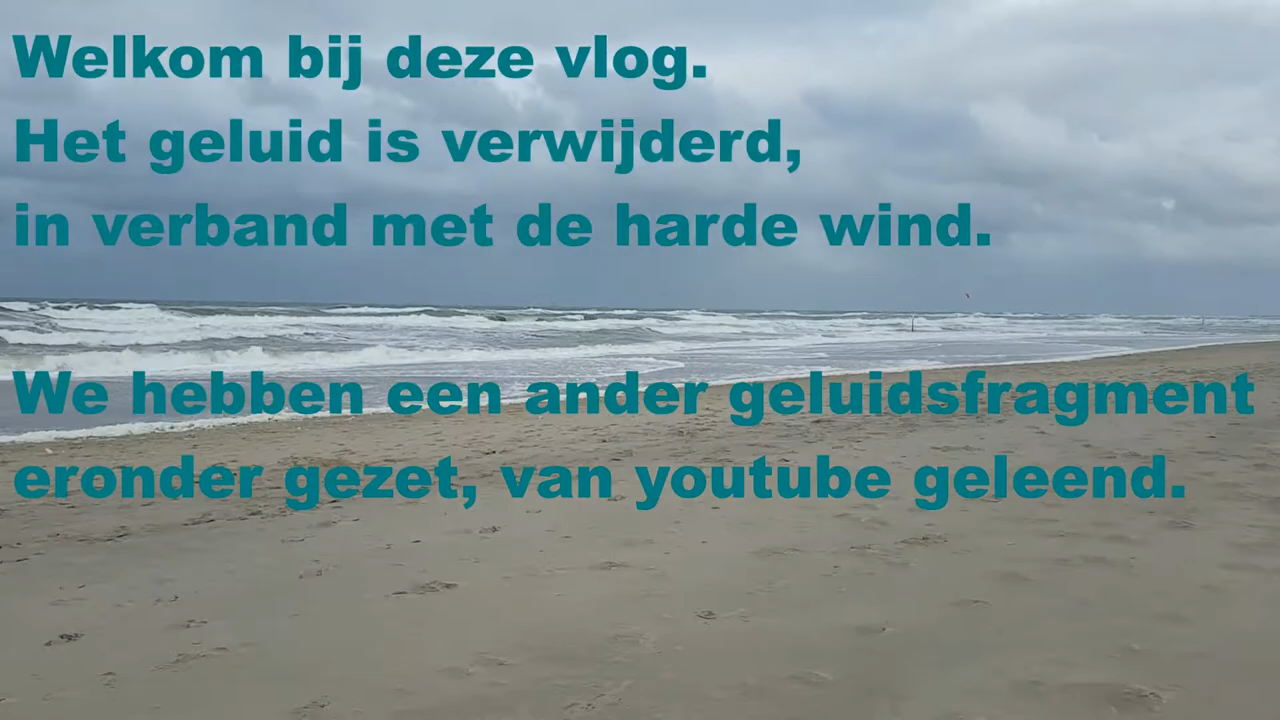 Welkom bij deze vlog.
Het geluid is verwijderd,
in verband met de harde wind.
We hebben een ander geluidsfragment
eronder gezet, van youtube geleend.